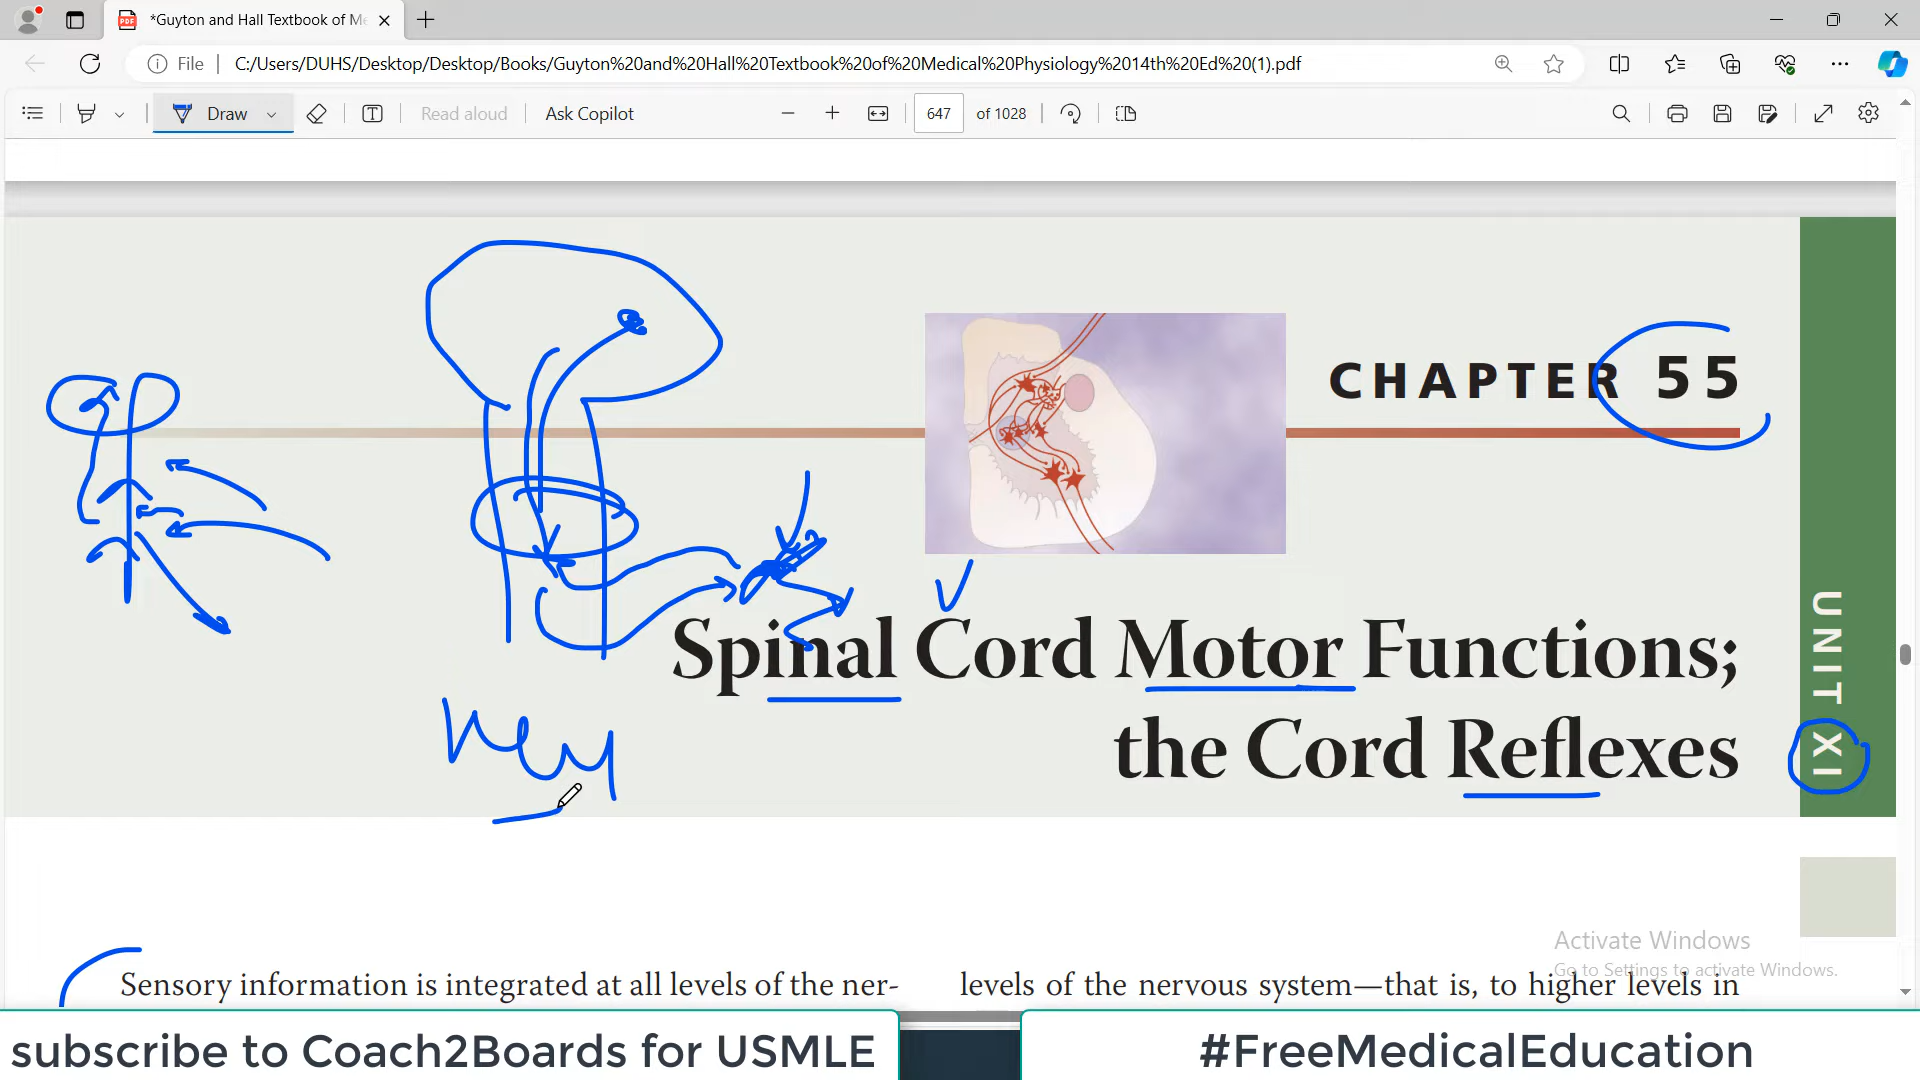 *Guyton and Hall Textbook of Me
File
C:/Users/DUHS/Desktop/Desktop/Books/Guyton%20and%20Hall%20Textbook%20of%20Medical%20Physiology%2014th%20Ed%20(1).pdf
Draw
Read aloud
Ask Copilot
647 of 1028
CHAPTER 55
UNIT XI
Spinal Cord Motor Functions;
the Cord Reflexes
Activate Windows
Go to Settings to activate Windows.
Sensory information is integrated at all levels of the ner-
levels of the nervous system—that is, to higher levels in
subscribe to Coach2Boards for USMLE
#FreeMedicalEducation